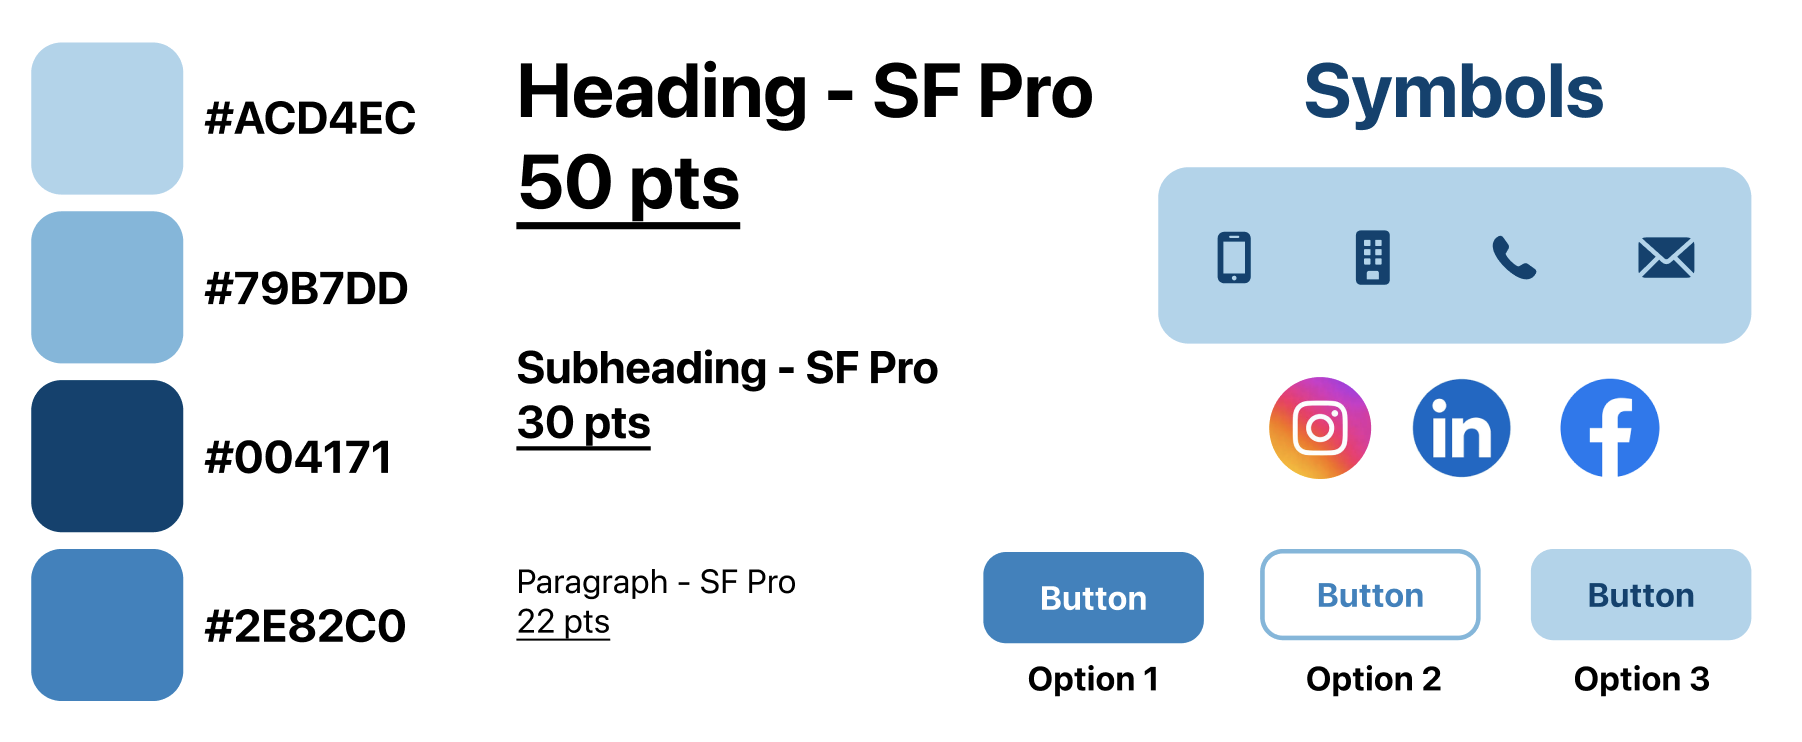 #ACD4EC
#79B7DD
#004171
#2E82C0
Heading - SF Pro
50 pts
Subheading - SF Pro
30 pts
Paragraph - SF Pro
22 pts
Symbols
in
f
Button
Option 1
Button
Option 2
Button
Option 3